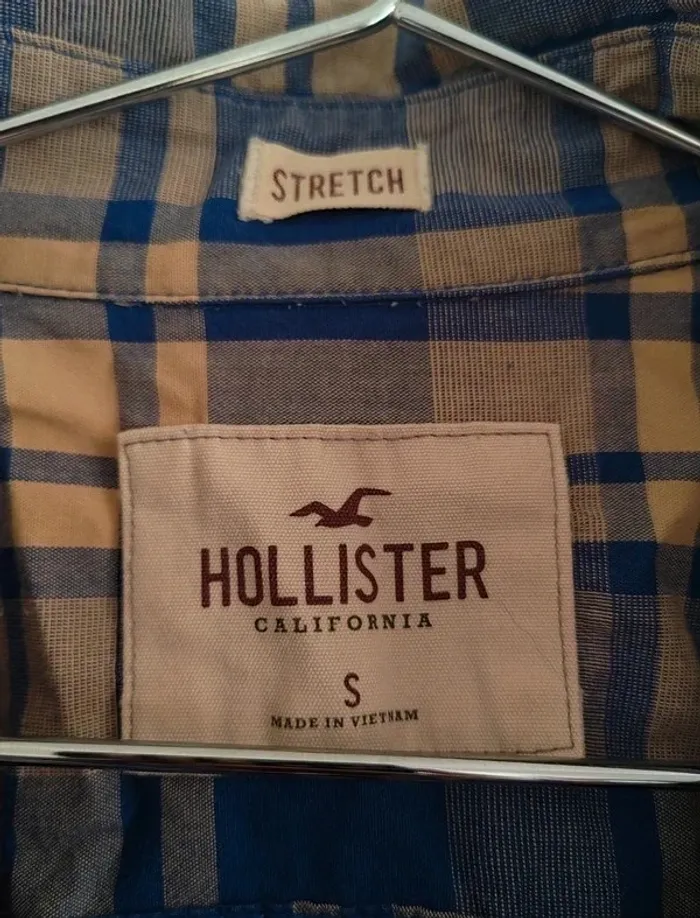 STRETCH
HOLLISTER
CALIFORNIA
S
MADE IN VIETNAM